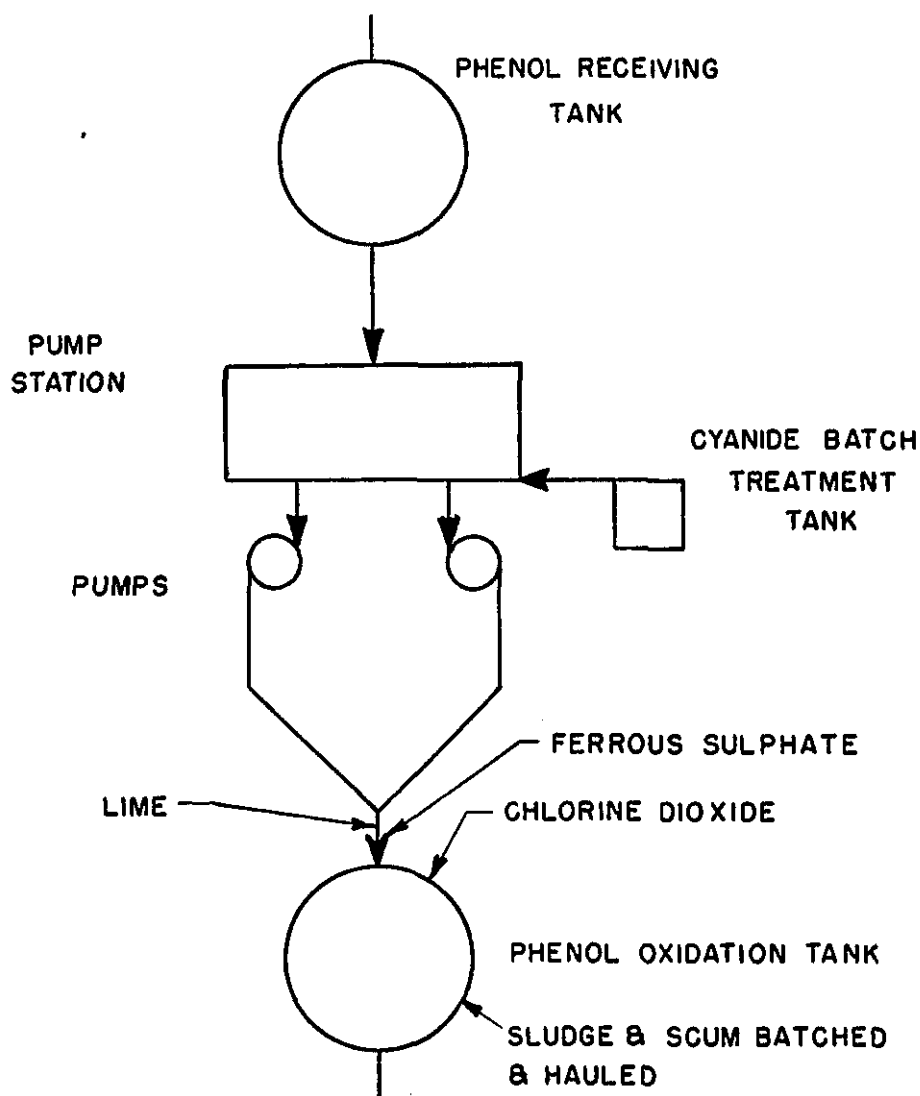 PHENOL RECEIVING
TANK
PUMP
STATION
CYANIDE BATCH
TREATMENT
TANK
PUMPS
FERROUS SULPHATE
LIME
CHLORINE DIOXIDE
PHENOL OXIDATION TANK
SLUDGE & SCUM BATCHED
& HAULED